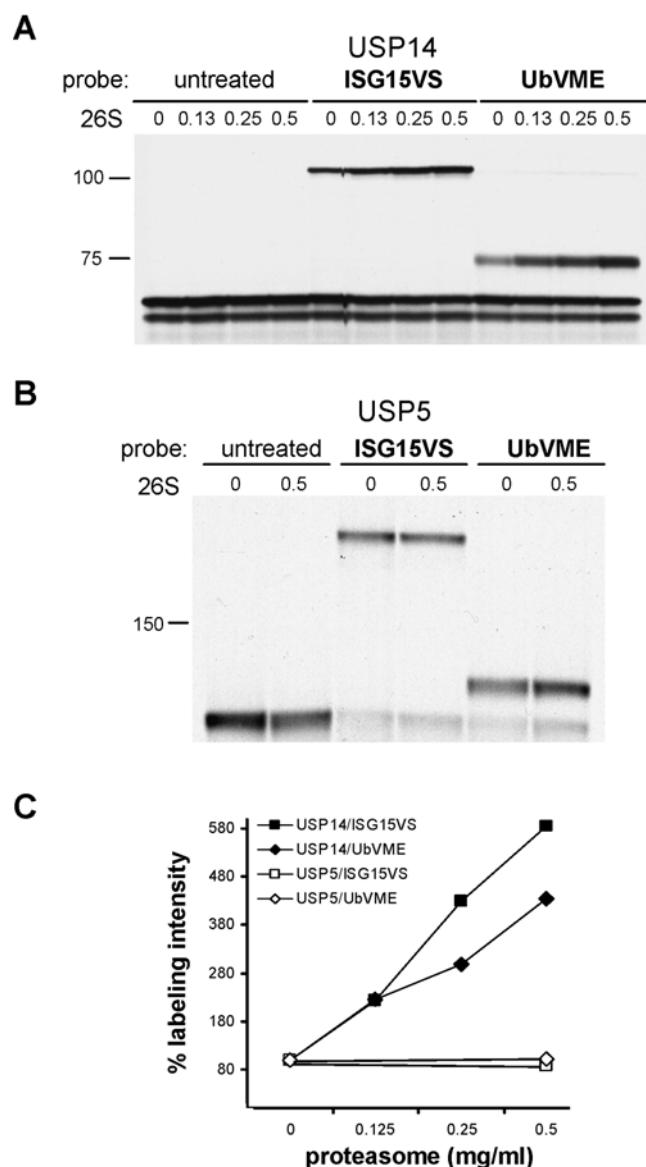 A
USP14
probe: untreated ISG15VS UbVME
26S 0 0.13 0.25 0.5 0 0.13 0.25 0.5 0 0.13 0.25 0.5
100
75
B
USP5
probe: untreated ISG15VS UbVME
26S 0 0.5 0 0.5 0 0.5
150
C
USP14/ISG15VS
USP14/UbVME
USP5/ISG15VS
USP5/UbVME
% labeling intensity
580
480
380
280
180
80
0 0.125 0.25 0.5
proteasome (mg/ml)